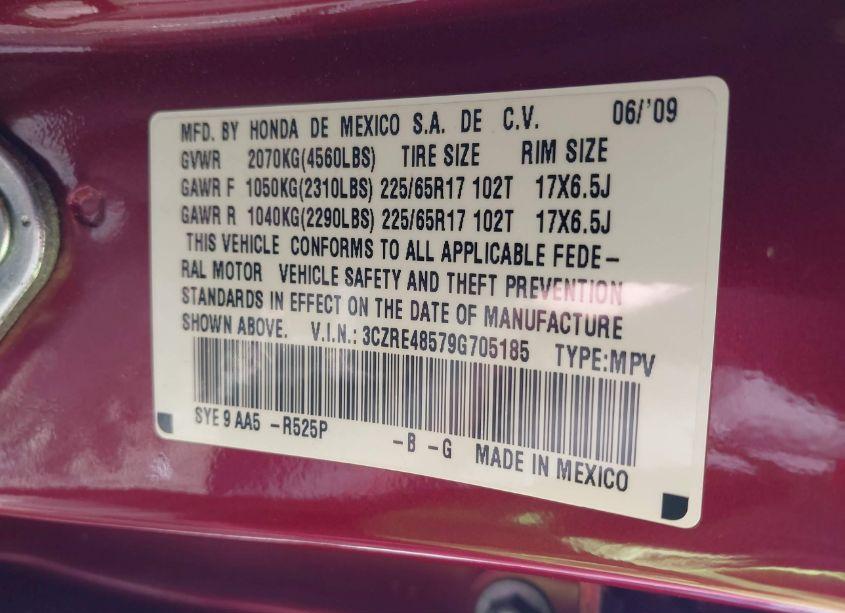 MFD. BY HONDA DE MEXICO S.A. DE C.V. 06/'09
GVWR 2070KG(4560LBS) TIRE SIZE RIM SIZE
GAWR F 1050KG(2310LBS) 225/65R17 102T 17X6.5J
GAWR R 1040KG(2290LBS) 225/65R17 102T 17X6.5J
THIS VEHICLE CONFORMS TO ALL APPLICABLE FEDE-
RAL MOTOR VEHICLE SAFETY AND THEFT PREVENTION
STANDARDS IN EFFECT ON THE DATE OF MANUFACTURE
SHOWN ABOVE. V.I.N.: 3CZRE48579G705185 TYPE:MPV
SYE 9 AA5 -R525P -B -G MADE IN MEXICO